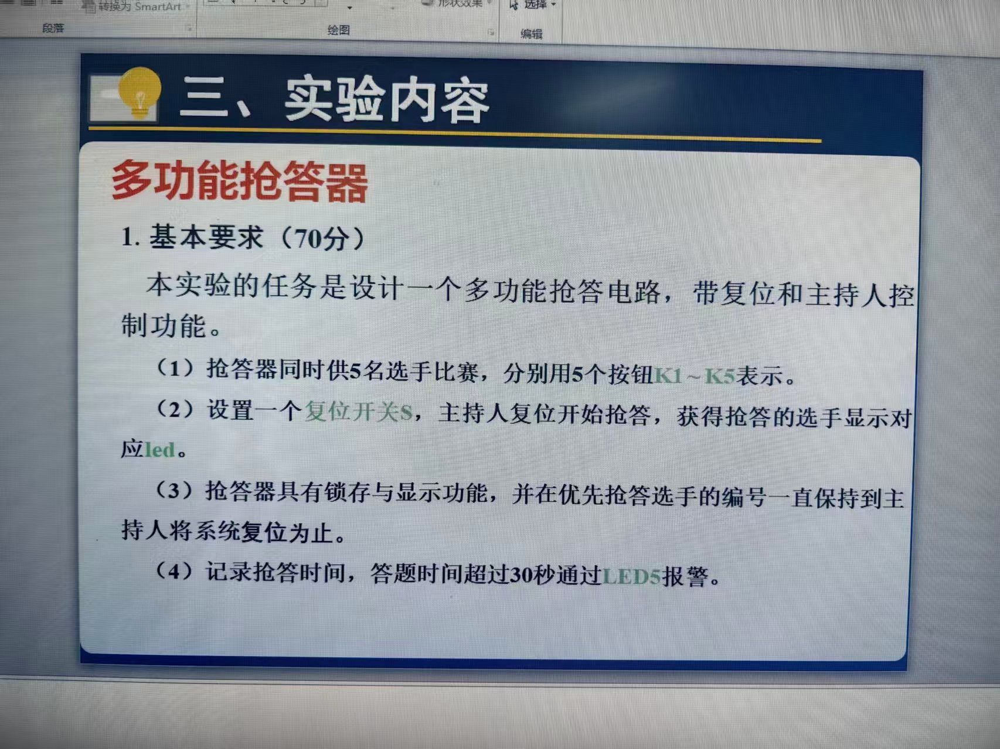 转换为 SmartArt
形状效果
选择
段落
绘图
编辑
三、实验内容
多功能抢答器
1. 基本要求（70分）
本实验的任务是设计一个多功能抢答电路，带复位和主持人控
制功能。
（1）抢答器同时供5名选手比赛，分别用5个按钮K1~K5表示。
（2）设置一个复位开关S，主持人复位开始抢答，获得抢答的选手显示对
应led。
（3）抢答器具有锁存与显示功能，并在优先抢答选手的编号一直保持到主
持人将系统复位为止。
（4）记录抢答时间，答题时间超过30秒通过LED5报警。